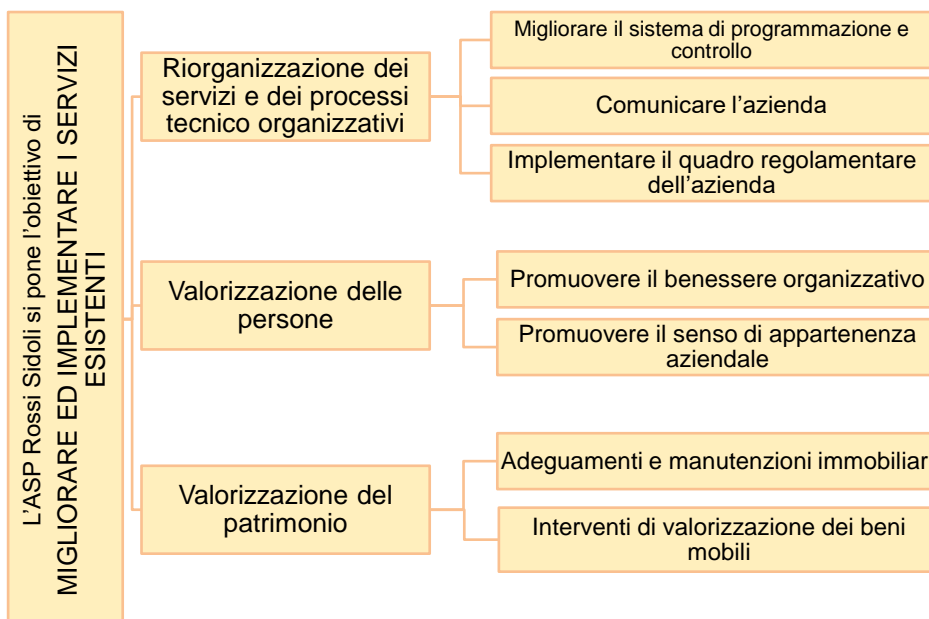 L'ASP Rossi Sidoli si pone l'obiettivo di
MIGLIORARE ED IMPLEMENTARE I SERVIZI
ESISTENTI
Riorganizzazione dei
servizi e dei processi
tecnico organizzativi
Migliorare il sistema di programmazione e
controllo
Comunicare l'azienda
Implementare il quadro regolamentare
dell'azienda
Valorizzazione delle
persone
Promuovere il benessere organizzativo
Promuovere il senso di appartenenza
aziendale
Valorizzazione del
patrimonio
Adeguamenti e manutenzioni immobiliar
Interventi di valorizzazione dei beni
mobili